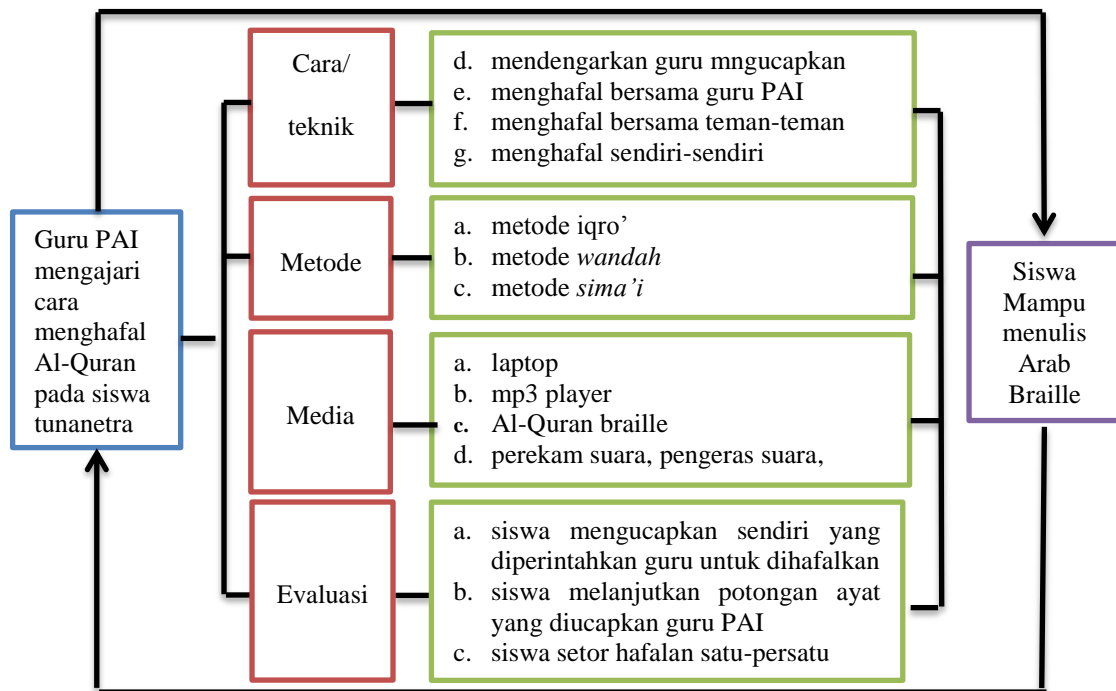 Guru PAI
mengajari
cara
menghafal
Al-Quran
pada siswa
tunanetra
Cara/
teknik
d. mendengarkan guru mngucapkan
e. menghafal bersama guru PAI
f. menghafal bersama teman-teman
g. menghafal sendiri-sendiri
Metode
a. metode iqro’
b. metode wandah
c. metode sima’i
Media
a. laptop
b. mp3 player
c. Al-Quran braille
d. perekam suara, pengeras suara,
Evaluasi
a. siswa mengucapkan sendiri yang
diperintahkan guru untuk dihafalkan
b. siswa melanjutkan potongan ayat
yang diucapkan guru PAI
c. siswa setor hafalan satu-persatu
Siswa
Mampu
menulis
Arab
Braille